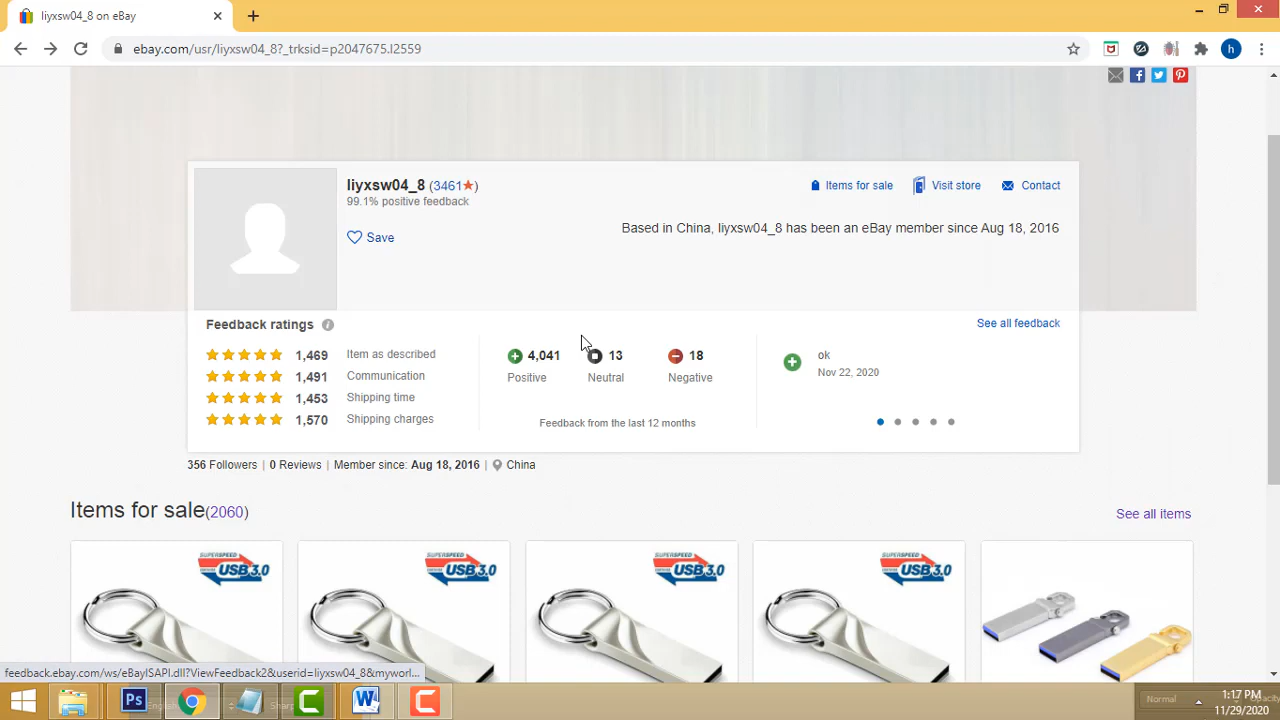 liyxsw04_8 on eBay
ebay.com/usr/liyxsw04_8?_trksid=p2047675.l2559
h
liyxsw04_8 (3461★)
99.1% positive feedback
Save
Items for sale
Visit store
Contact
Based in China, liyxsw04_8 has been an eBay member since Aug 18, 2016
Feedback ratings
See all feedback
1,469 Item as described
1,491 Communication
1,453 Shipping time
1,570 Shipping charges
4,041 13 18
Positive Neutral Negative
Feedback from the last 12 months
ok
Nov 22, 2020
356 Followers | 0 Reviews | Member since: Aug 18, 2016 | China
Items for sale(2060)
See all items
SUPERSPEED USB 3.0
SUPERSPEED USB 3.0
SUPERSPEED USB 3.0
SUPERSPEED USB 3.0
feedback.ebay.com/ws/eBayISAPI.dll?ViewFeedback2&userid=liyxsw04_8&myworl...
Ps
English
Normal
1:17 PM
11/29/2020
Opacity